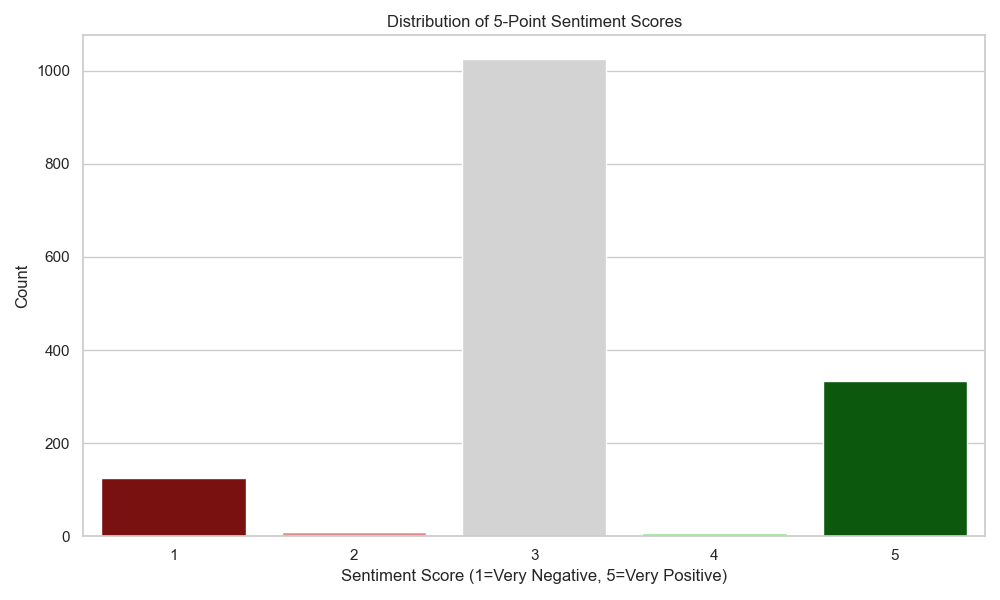 Distribution of 5-Point Sentiment Scores
1000
800
600
400
200
0
Count
1 2 3 4 5
Sentiment Score (1=Very Negative, 5=Very Positive)